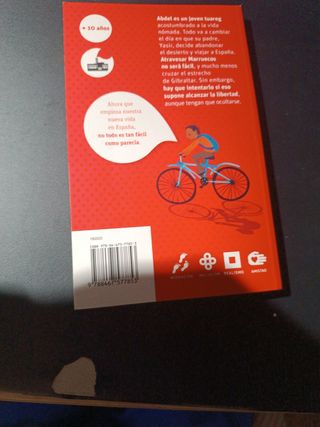 + 10 años
Abdel es un joven tuareg
acostumbrado a la vida
nómada. Todo va a cambiar
el día en que su padre,
Yasir, decide abandonar
el desierto y viajar a España.
Atravesar Marruecos
no será fácil, y mucho menos
cruzar el estrecho
de Gibraltar. Sin embargo,
hay que intentarlo si eso
supone alcanzar la libertad,
aunque tengan que ocultarse.
Ahora que
empieza nuestra
nueva vida
en España,
no todo es tan fácil
como parecía.
9 788467 577853
REALISMO
AMISTAD